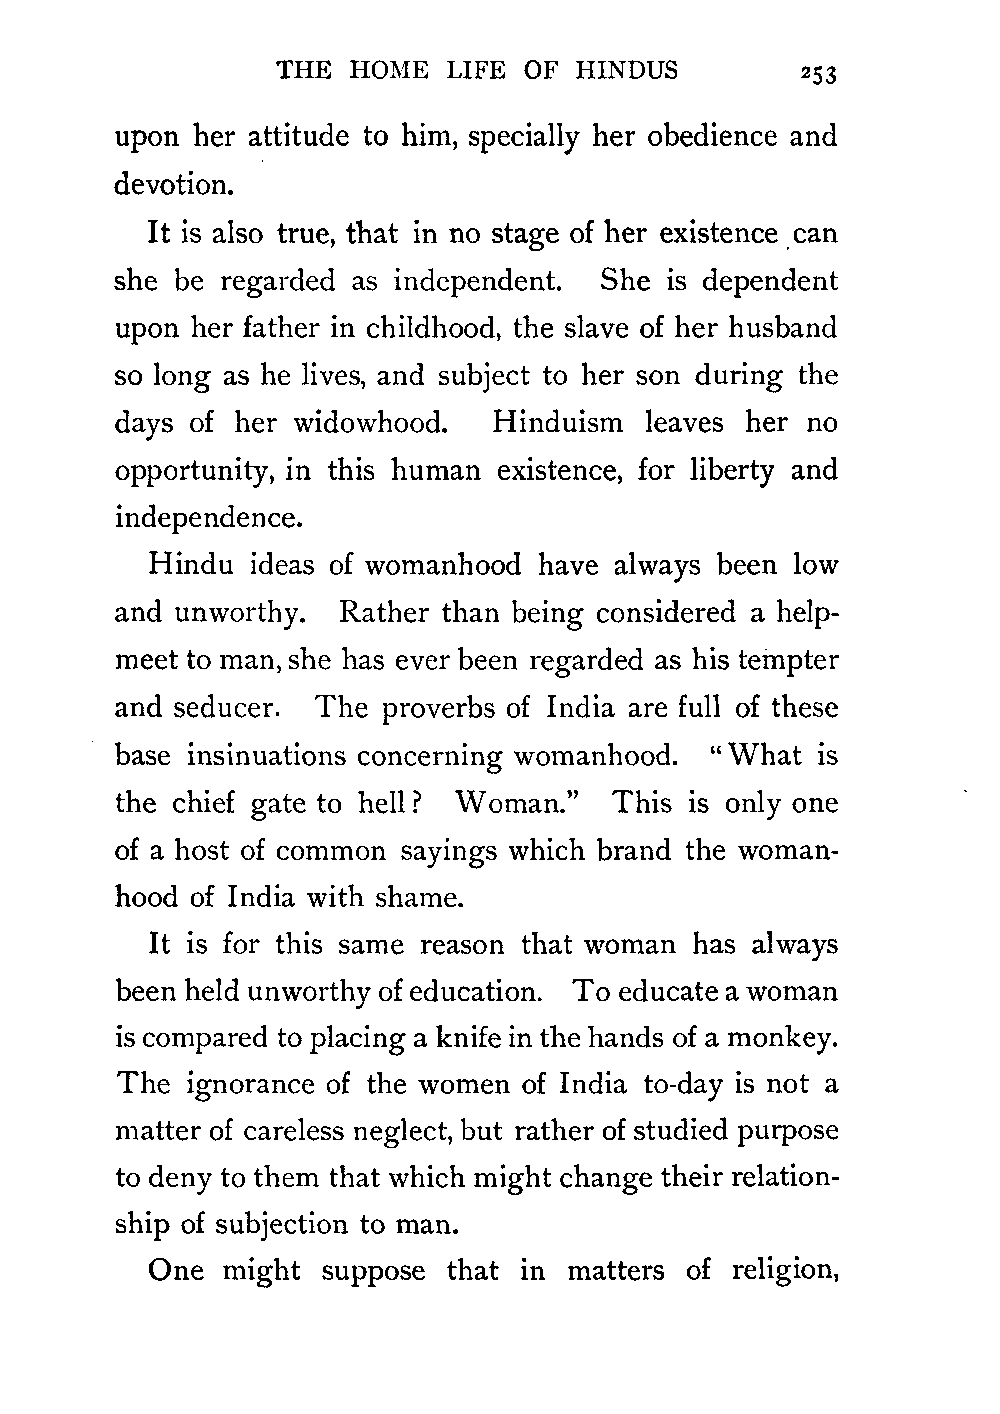 THE HOME LIFE OF HINDUS 253
upon her attitude to him, specially her obedience and
devotion.
It is also true, that in no stage of her existence can
she be regarded as independent. She is dependent
upon her father in childhood, the slave of her husband
so long as he lives, and subject to her son during the
days of her widowhood. Hinduism leaves her no
opportunity, in this human existence, for liberty and
independence.
Hindu ideas of womanhood have always been low
and unworthy. Rather than being considered a help-
meet to man, she has ever been regarded as his tempter
and seducer. The proverbs of India are full of these
base insinuations concerning womanhood. “What is
the chief gate to hell? Woman.” This is only one
of a host of common sayings which brand the woman-
hood of India with shame.
It is for this same reason that woman has always
been held unworthy of education. To educate a woman
is compared to placing a knife in the hands of a monkey.
The ignorance of the women of India to-day is not a
matter of careless neglect, but rather of studied purpose
to deny to them that which might change their relation-
ship of subjection to man.
One might suppose that in matters of religion,